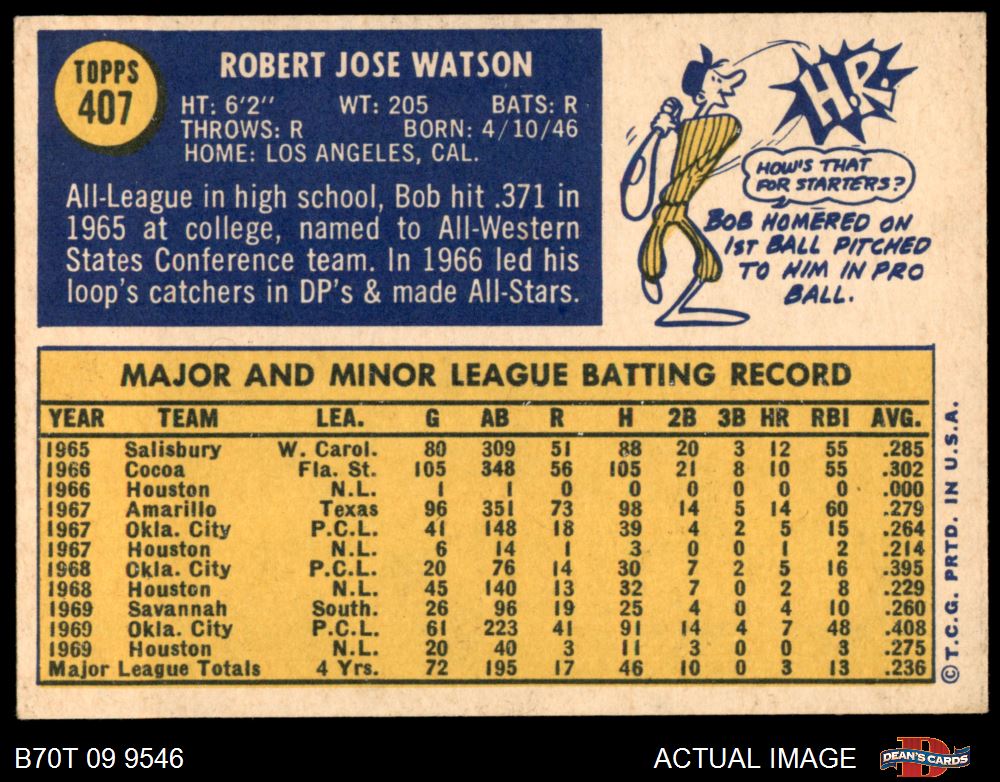 TOPPS
407
ROBERT JOSE WATSON
HT: 6'2'' WT: 205 BATS: R
THROWS: R BORN: 4/10/46
HOME: LOS ANGELES, CAL.
All-League in high school, Bob hit .371 in
1965 at college, named to All-Western
States Conference team. In 1966 led his
loop's catchers in DP's & made All-Stars.
H.R.
HOW'S THAT
FOR STARTERS?
BOB HOMERED ON
1ST BALL PITCHED
TO HIM IN PRO
BALL.
MAJOR AND MINOR LEAGUE BATTING RECORD
YEAR TEAM LEA. G AB R H 2B 3B HR RBI AVG.
1965 Salisbury W. Carol. 80 309 51 88 20 3 12 55 .285
1966 Cocoa Fla. St. 105 348 56 105 21 8 10 55 .302
1966 Houston N.L. 1 1 0 0 0 0 0 0 .000
1967 Amarillo Texas 96 351 73 98 14 5 14 60 .279
1967 Okla. City P.C.L. 41 148 18 39 4 2 5 15 .264
1967 Houston N.L. 6 14 1 3 0 0 1 2 .214
1968 Okla. City P.C.L. 20 76 14 30 7 2 5 16 .395
1968 Houston N.L. 45 140 13 32 7 0 2 8 .229
1969 Savannah South. 26 96 19 25 4 0 4 10 .260
1969 Okla. City P.C.L. 61 223 41 91 14 4 7 48 .408
1969 Houston N.L. 20 40 3 11 3 0 0 3 .275
Major League Totals 4 Yrs. 72 195 17 46 10 0 3 13 .236
©T.C.G. PRTD. IN U.S.A.
B70T 09 9546
ACTUAL IMAGE
D
DEAN'S CARDS